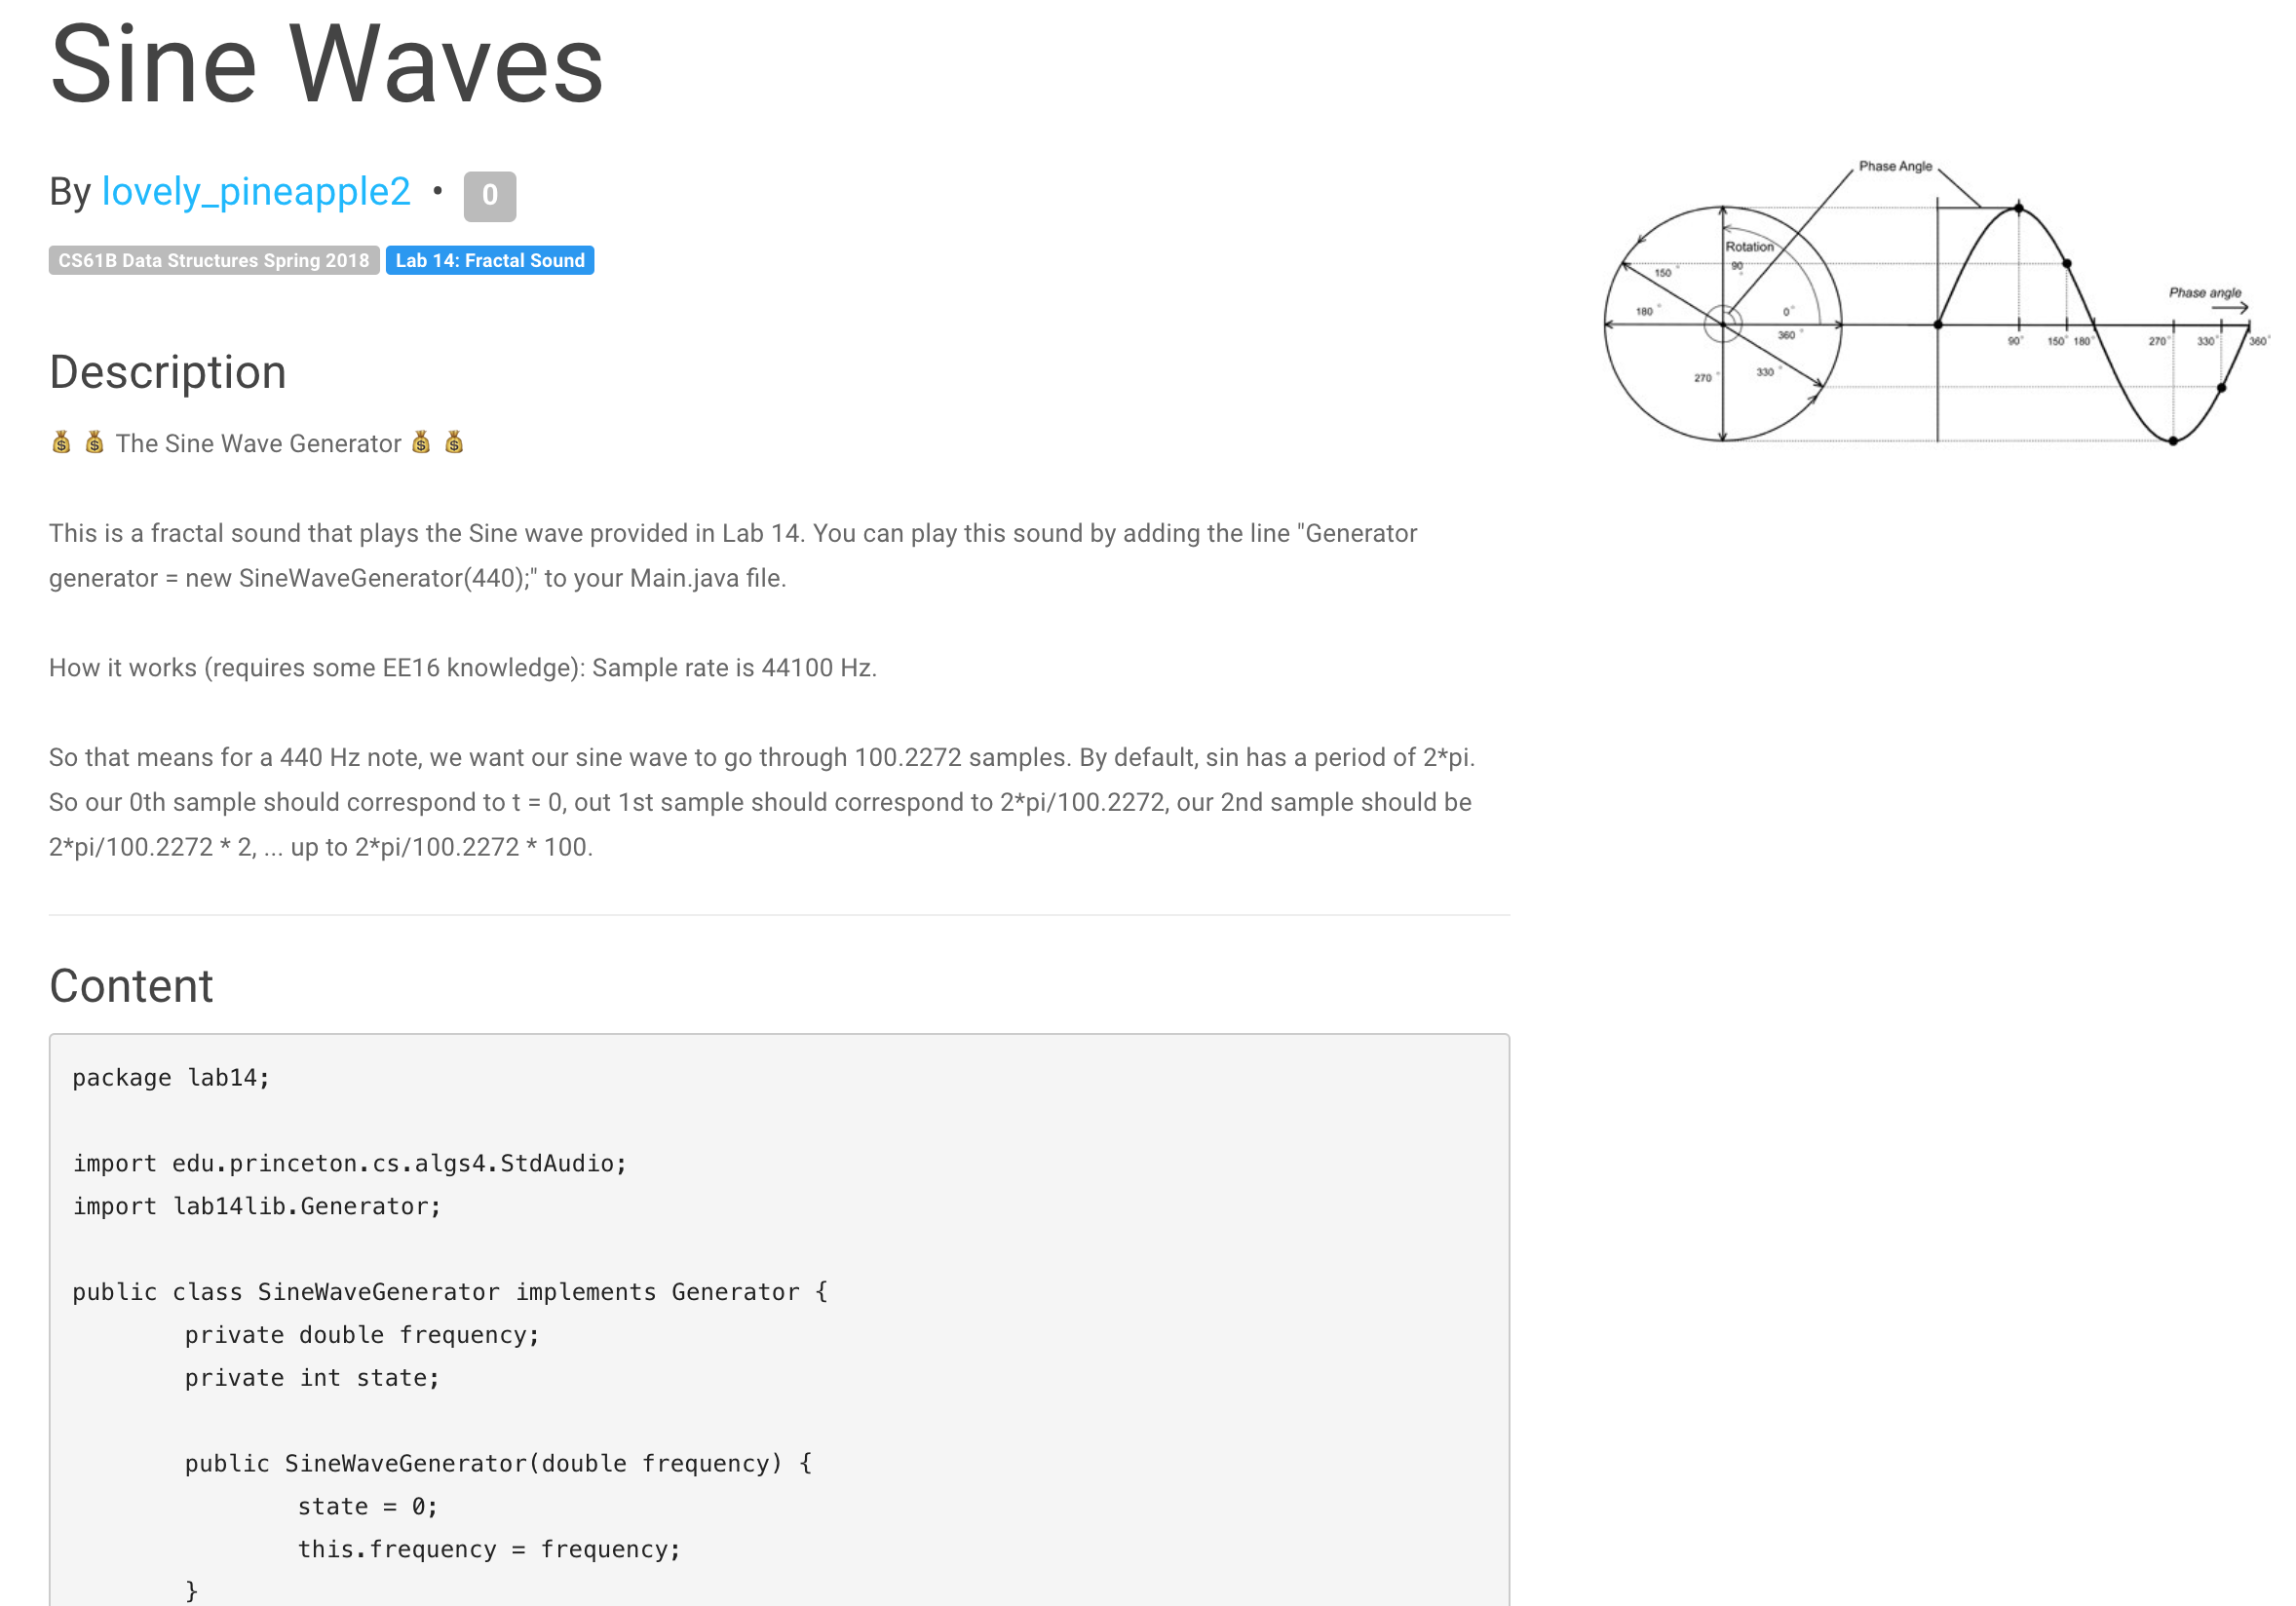 Sine Waves
By lovely_pineapple2 • 0
CS61B Data Structures Spring 2018 Lab 14: Fractal Sound
Description
💰 💰 The Sine Wave Generator 💰 💰
This is a fractal sound that plays the Sine wave provided in Lab 14. You can play this sound by adding the line "Generator
generator = new SineWaveGenerator(440);" to your Main.java file.
How it works (requires some EE16 knowledge): Sample rate is 44100 Hz.
So that means for a 440 Hz note, we want our sine wave to go through 100.2272 samples. By default, sin has a period of 2*pi.
So our 0th sample should correspond to t = 0, out 1st sample should correspond to 2*pi/100.2272, our 2nd sample should be
2*pi/100.2272 * 2, ... up to 2*pi/100.2272 * 100.
Content
package lab14;
import edu.princeton.cs.algs4.StdAudio;
import lab14lib.Generator;
public class SineWaveGenerator implements Generator {
private double frequency;
private int state;
public SineWaveGenerator(double frequency) {
state = 0;
this.frequency = frequency;
}
Phase Angle
Rotation
90°
150°
180°
0°
360°
270°
330°
Phase angle
90° 150° 180° 270° 330° 360°